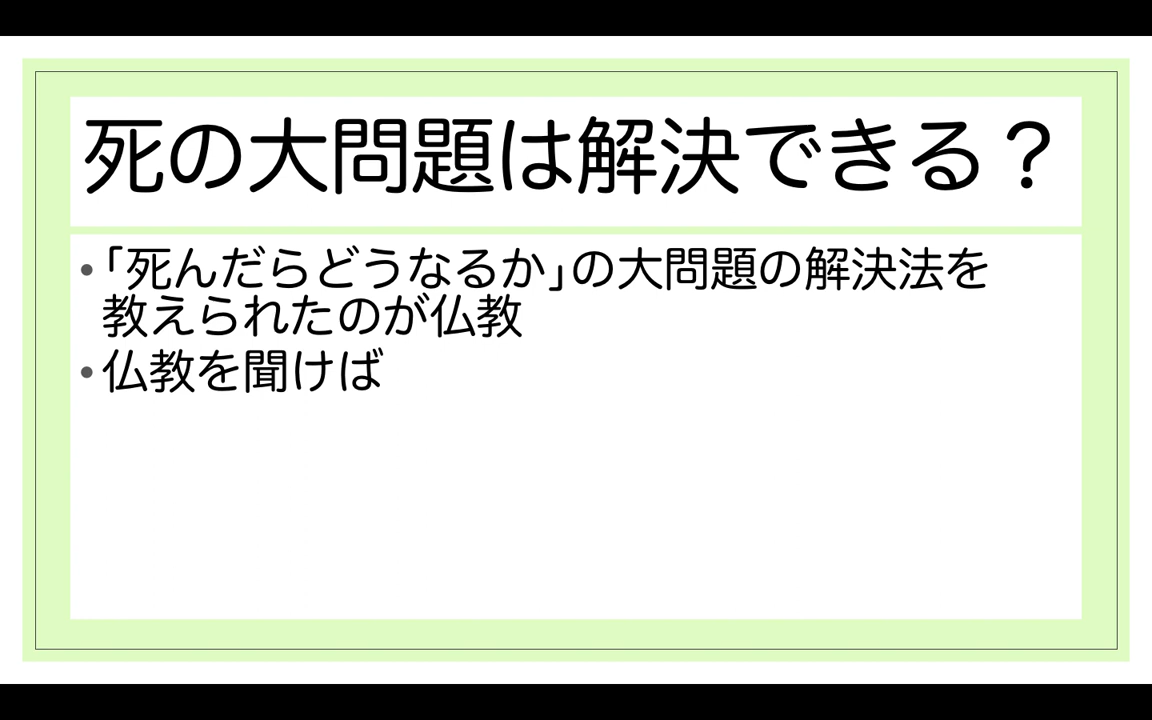 死の大問題は解決できる？
•「死んだらどうなるか」の大問題の解決法を
教えられたのが仏教
•仏教を聞けば